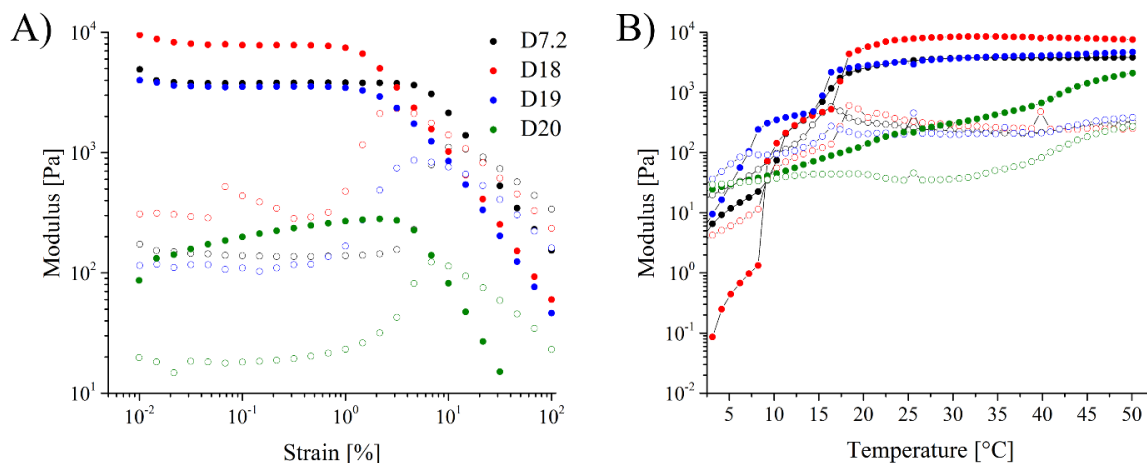 A)
D7.2
D18
D19
D20
10^4
10^3
10^2
10^1
Modulus [Pa]
10^-2 10^-1 10^0 10^1 10^2
Strain [%]
B)
10^5
10^4
10^3
10^2
10^1
10^0
10^-1
10^-2
Modulus [Pa]
5 10 15 20 25 30 35 40 45 50
Temperature [°C]